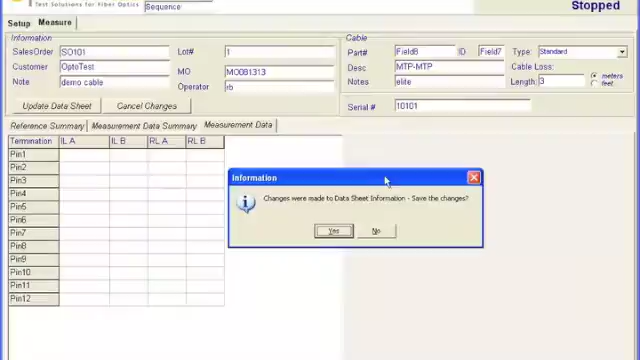 Test Solutions for Fiber Optics
Sequence
Stopped
Setup Measure
Information
SalesOrder SO101 Lot# 1
Customer OpteTest MO MO081313
Note demo cable Operator rb
Update Data Sheet Cancel Changes
Cable
Part# Field8 ID Field7 Type: Standard
Desc MTP-MTP Cable Loss:
Notes elite Length: 3 meters
feet
Serial # 10101
Reference Summary Measurement Data Summary Measurement Data
Termination IL A IL B RL A RL B
Pin1
Pin2
Pin3
Pin4
Pin5
Pin6
Pin7
Pin8
Pin9
Pin10
Pin11
Pin12
Information
Changes were made to Data Sheet Information - Save the changes?
Yes No